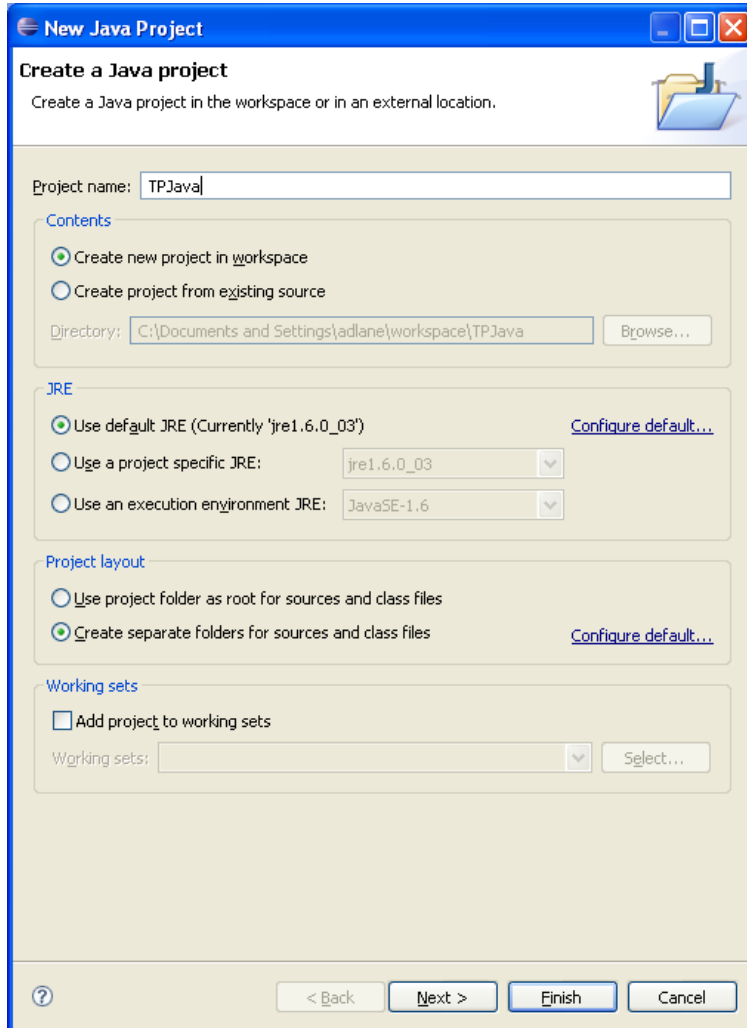 New Java Project
Create a Java project
Create a Java project in the workspace or in an external location.
Project name: TPJava
Contents
Create new project in workspace
Create project from existing source
Directory: C:\Documents and Settings\adlane\workspace\TPJava Browse...
JRE
Use default JRE (Currently 'jre1.6.0_03') Configure default...
Use a project specific JRE: jre1.6.0_03
Use an execution environment JRE: JavaSE-1.6
Project layout
Use project folder as root for sources and class files
Create separate folders for sources and class files Configure default...
Working sets
Add project to working sets
Working sets: Select...
? < Back Next > Finish Cancel